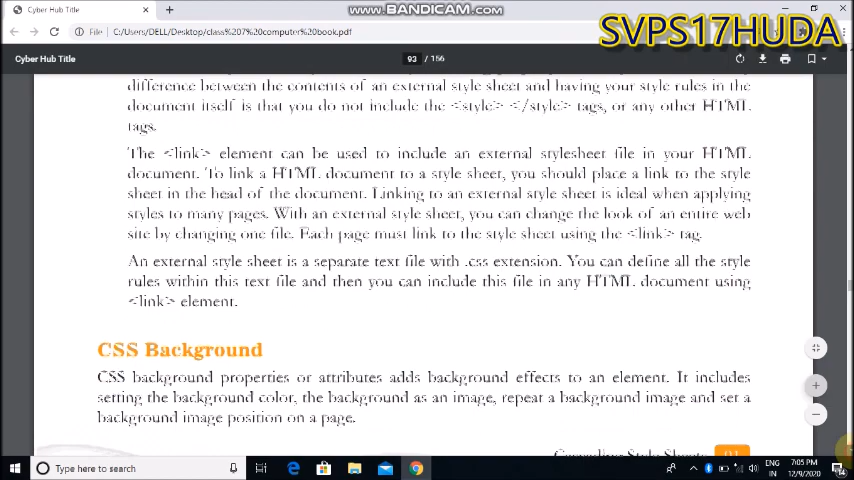 Cyber Hub Title
www.BANDICAM.com
SVPS17HUDA
File C:/Users/DELL/Desktop/class%207%20computer%20book.pdf
Cyber Hub Title
93 / 156
difference between the contents of an external style sheet and having your style rules in the
document itself is that you do not include the <style> </style> tags, or any other HTML
tags.
The <link> element can be used to include an external stylesheet file in your HTML
document. To link a HTML document to a style sheet, you should place a link to the style
sheet in the head of the document. Linking to an external style sheet is ideal when applying
styles to many pages. With an external style sheet, you can change the look of an entire web
site by changing one file. Each page must link to the style sheet using the <link> tag.
An external style sheet is a separate text file with .css extension. You can define all the style
rules within this text file and then you can include this file in any HTML document using
<link> element.
CSS Background
CSS background properties or attributes adds background effects to an element. It includes
setting the background color, the background as an image, repeat a background image and set a
background image position on a page.
Cascading Style Sheets 91
Type here to search
ENG
IN
7:05 PM
12/9/2020
14